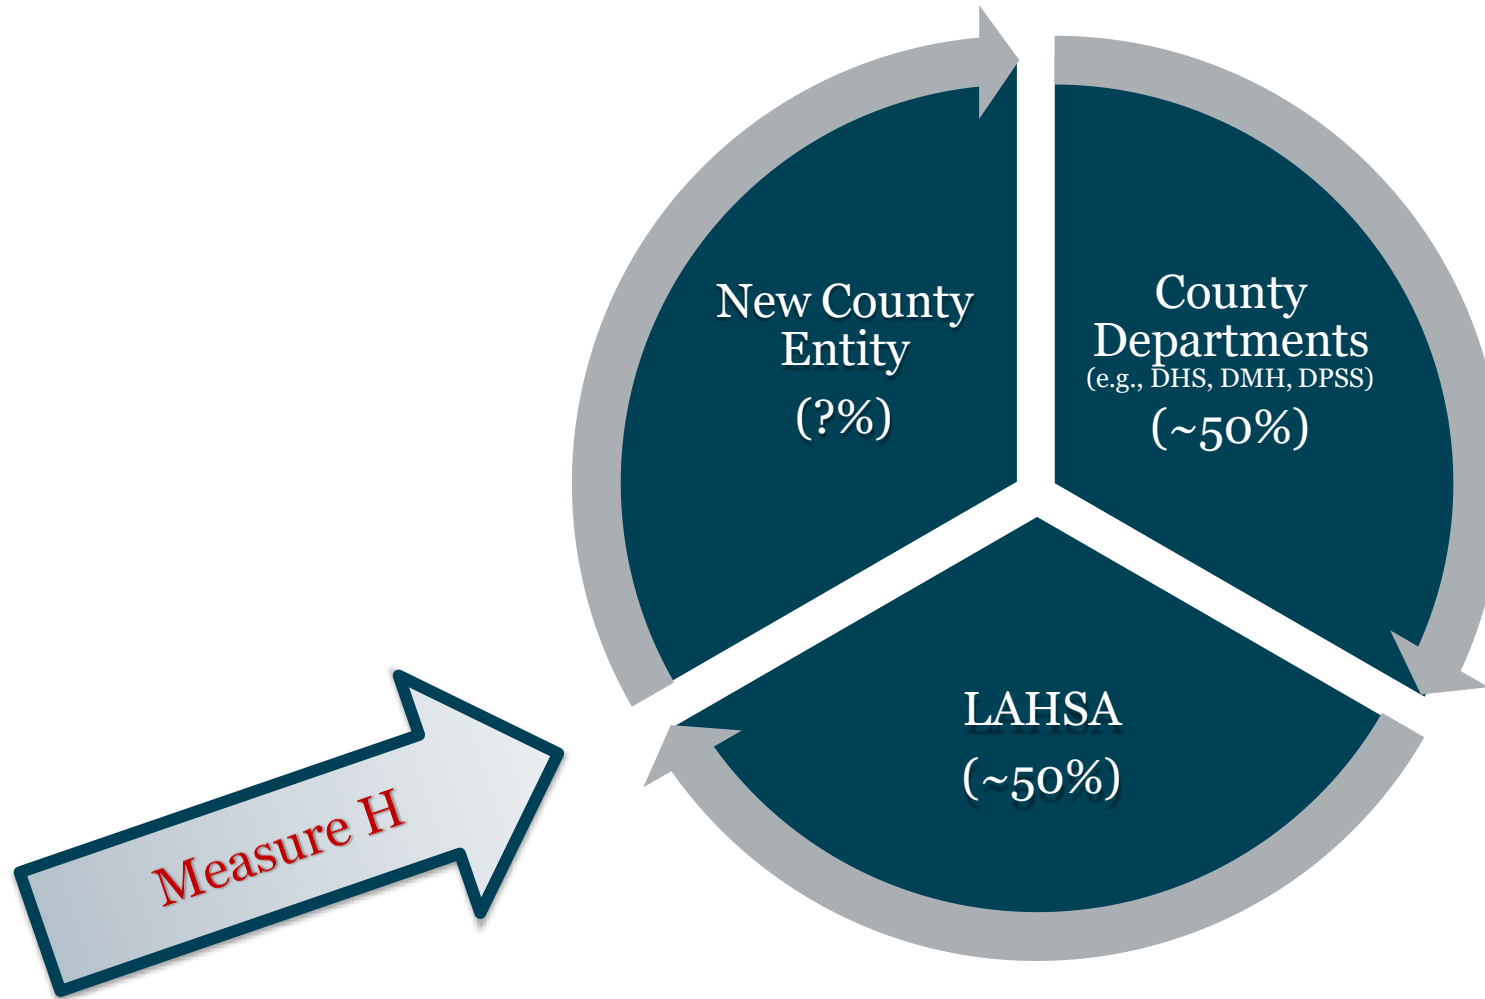 New County
Entity
(?%)
County
Departments
(e.g., DHS, DMH, DPSS)
(~50%)
LAHSA
(~50%)
Measure H